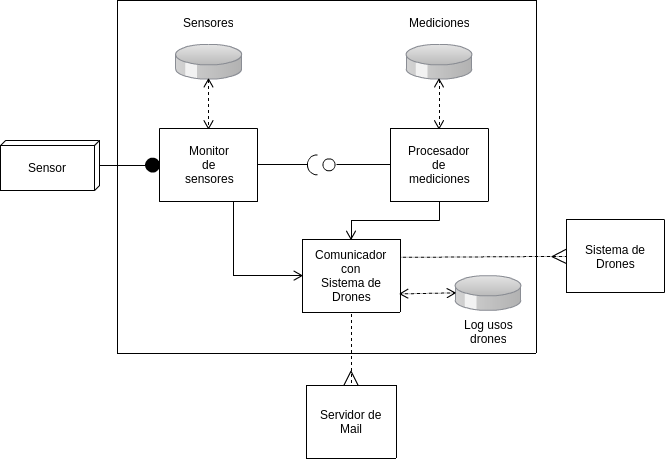 Sensores
Mediciones
Sensor
Monitor
de
sensores
Procesador
de
mediciones
Comunicador
con
Sistema de
Drones
Sistema de
Drones
Log usos
drones
Servidor de
Mail